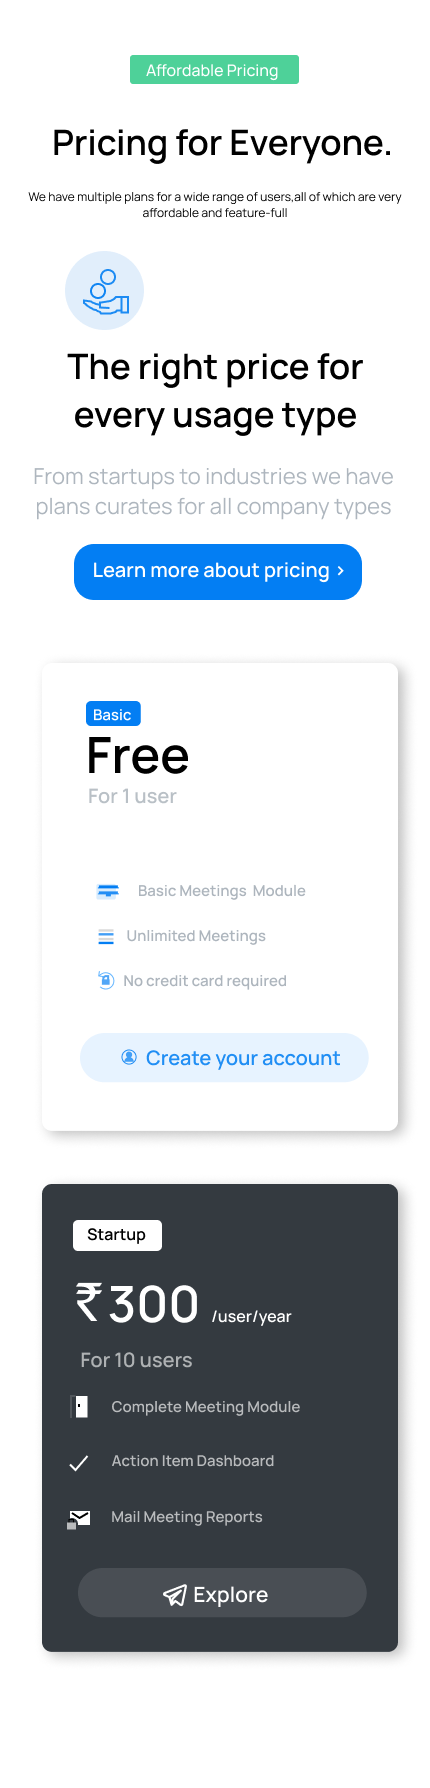 Affordable Pricing
Pricing for Everyone.
We have multiple plans for a wide range of users,all of which are very
affordable and feature-full
The right price for
every usage type
From startups to industries we have
plans curates for all company types
Learn more about pricing >
Basic
Free
For 1 user
Basic Meetings Module
Unlimited Meetings
No credit card required
Create your account
Startup
₹300 /user/year
For 10 users
Complete Meeting Module
Action Item Dashboard
Mail Meeting Reports
Explore